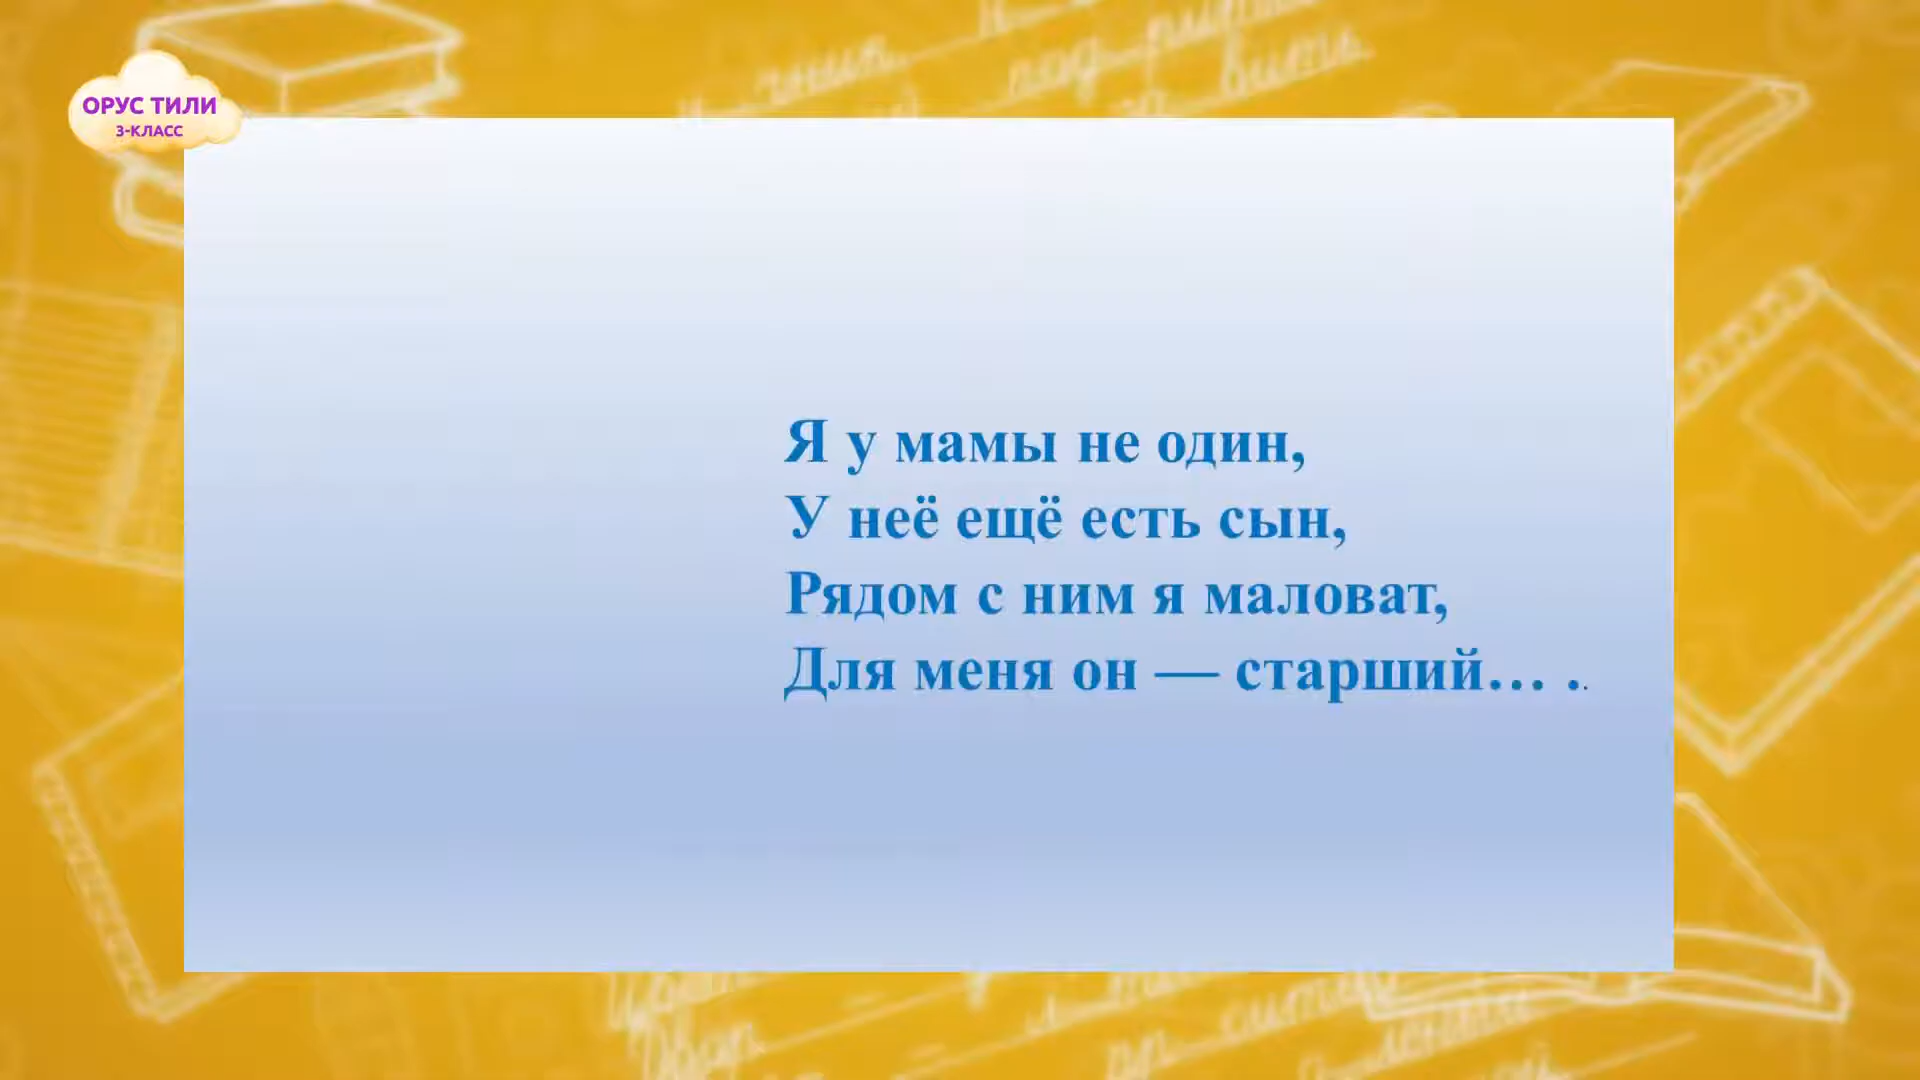 ОРУС ТИЛИ
3-КЛАСС
Я у мамы не один,
У неё ещё есть сын,
Рядом с ним я маловат,
Для меня он — старший… ..